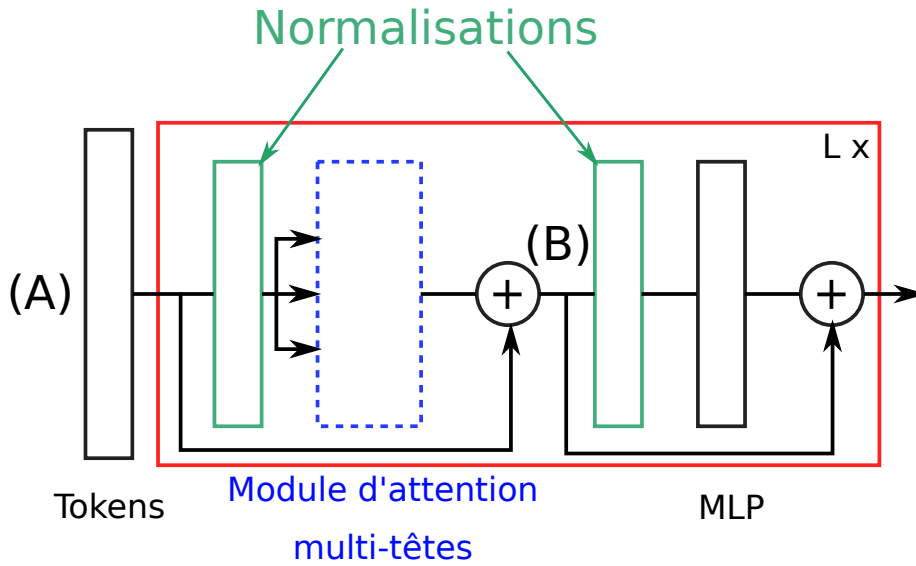 Normalisations
L x
(A)
(B)
+
+
Tokens
Module d'attention
multi-têtes
MLP